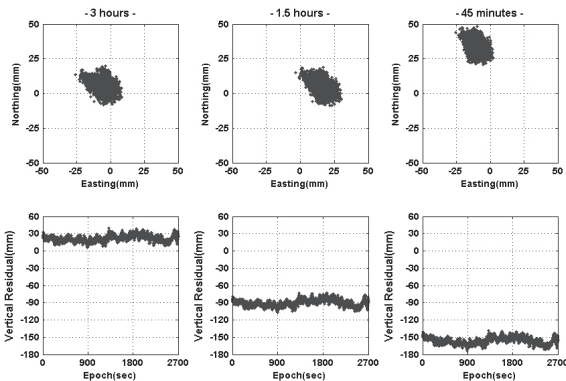 - 3 hours -
50
25
0
25
-50
-50 -25 0 25 50
Northing(mm)
Easting(mm)
- 1.5 hours -
50
25
0
25
50
-50 -25 0 25 50
Northing(mm)
Easting(mm)
- 45 minutes -
50
25
0
25
50
-50 -25 0 25 50
Northing(mm)
Easting(mm)
60
30
0
-30
-60
-90
-120
-150
-180
0 900 1800 2700
Vertical Residual(mm)
Epoch(sec)
60
30
0
-30
-60
-90
-120
-150
-180
0 900 1800 2700
Vertical Residual(mm)
Epoch(sec)
60
30
0
-30
-60
-90
-120
-150
-180
0 900 1800 2700
Vertical Residual(mm)
Epoch(sec)